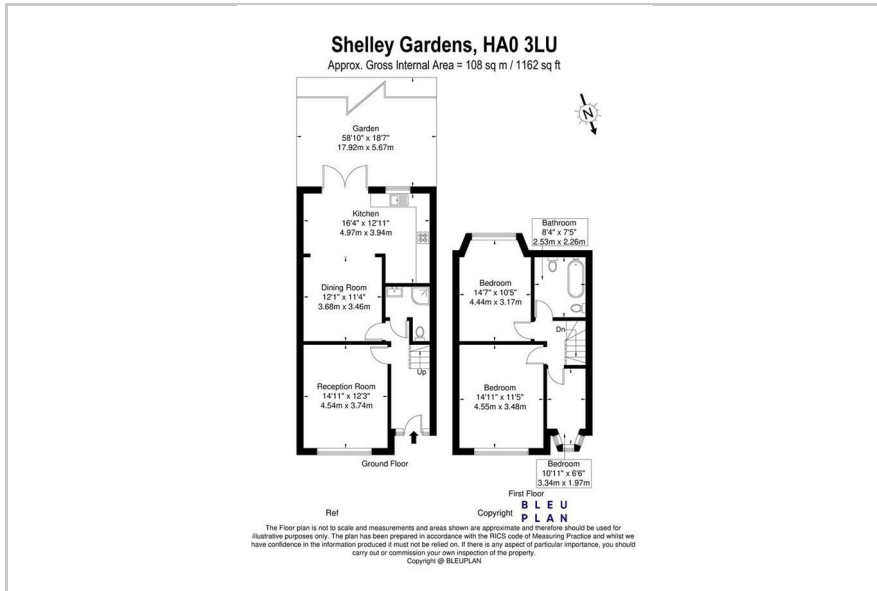 Shelley Gardens, HA0 3LU
Approx. Gross Internal Area = 108 sq m / 1162 sq ft
N
Garden
58'10" x 18'7"
17.92m x 5.67m
Kitchen
16'4" x 12'11"
4.97m x 3.94m
Dining Room
12'1" x 11'4"
3.68m x 3.46m
Up
Reception Room
14'11" x 12'3"
4.54m x 3.74m
Ground Floor
Bathroom
8'4" x 7'5"
2.53m x 2.26m
Bedroom
14'7" x 10'5"
4.44m x 3.17m
Dn
Bedroom
14'11" x 11'5"
4.55m x 3.48m
Bedroom
10'11" x 6'6"
3.34m x 1.97m
First Floor
Ref
Copyright
BLEU
PLAN
The Floor plan is not to scale and measurements and areas shown are approximate and therefore should be used for
illustrative purposes only. The plan has been prepared in accordance with the RICS code of Measuring Practice and whilst we
have confidence in the information produced it must not be relied on. If there is any aspect of particular importance, you should
carry out or commission your own inspection of the property.
Copyright @ BLEUPLAN